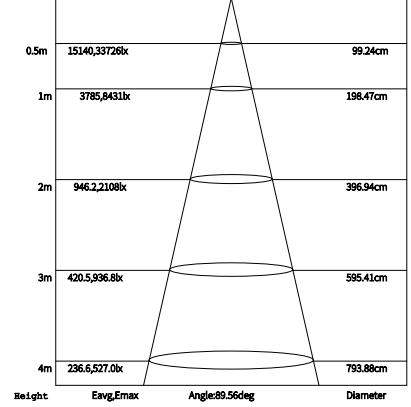 0.5m 15140,33726lx 99.24cm
1m 3785,8431lx 198.47cm
2m 946.2,2108lx 396.94cm
3m 420.5,936.8lx 595.41cm
4m 236.6,527.0lx 793.88cm
Height Eavg,Emax Angle:89.56deg Diameter